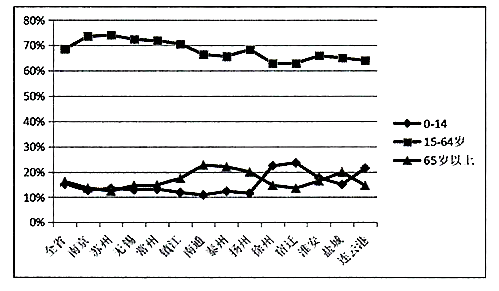 80%
70%
60%
50%
40%
30%
20%
10%
0%
0-14
15-64岁
65岁以上
全省
南京
苏州
无锡
常州
镇江
南通
泰州
扬州
徐州
宿迁
淮安
盐城
连云港